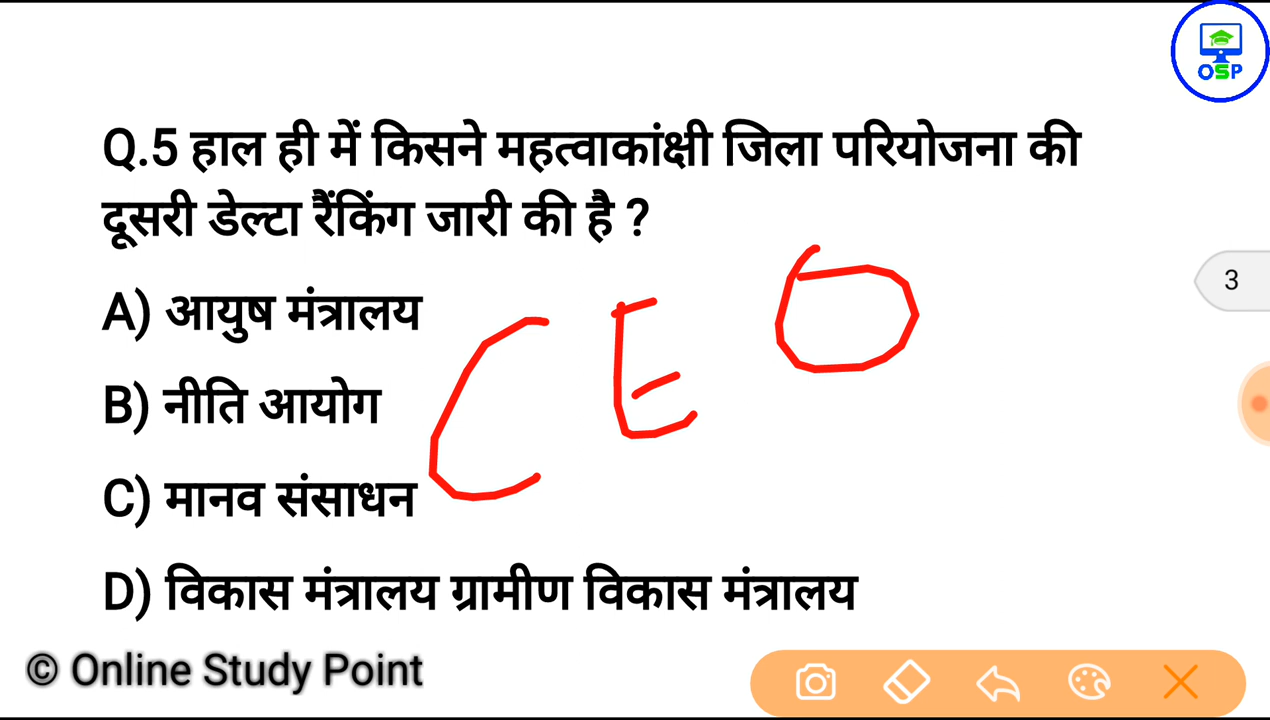 OSP
Q.5 हाल ही में किसने महत्वाकांक्षी जिला परियोजना की
दूसरी डेल्टा रैंकिंग जारी की है ?
3
A) आयुष मंत्रालय
CEO
B) नीति आयोग
C) मानव संसाधन
D) विकास मंत्रालय ग्रामीण विकास मंत्रालय
© Online Study Point